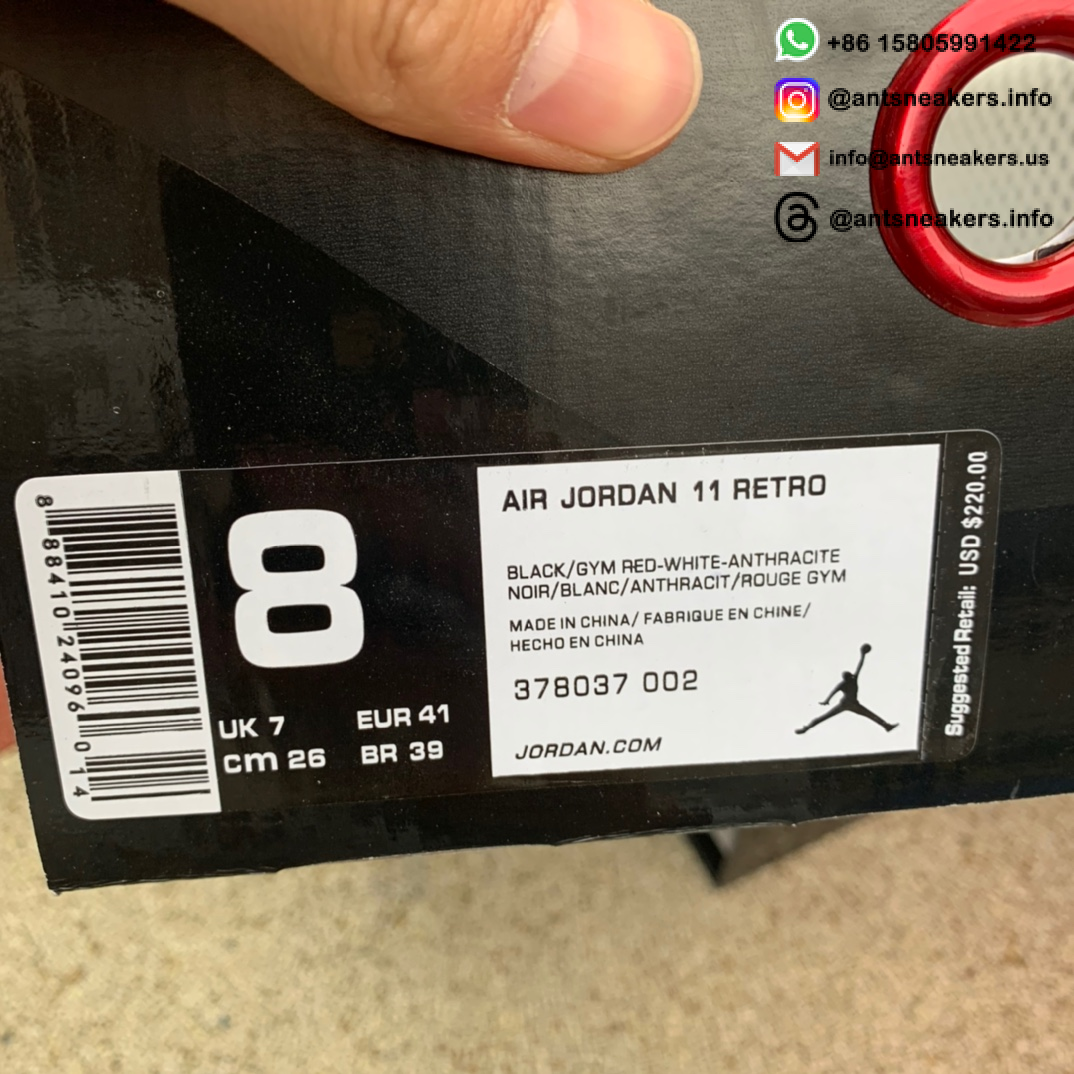 +86 15805991422
@antsneakers.info
info@antsneakers.us
@antsneakers.info
8 88410 24096 0 14
8
UK 7 EUR 41
cm 26 BR 39
AIR JORDAN 11 RETRO
BLACK/GYM RED-WHITE-ANTHRACITE
NOIR/BLANC/ANTHRACIT/ROUGE GYM
MADE IN CHINA/ FABRIQUE EN CHINE/
HECHO EN CHINA
378037 002
JORDAN.COM
Suggested Retail: USD $220.00